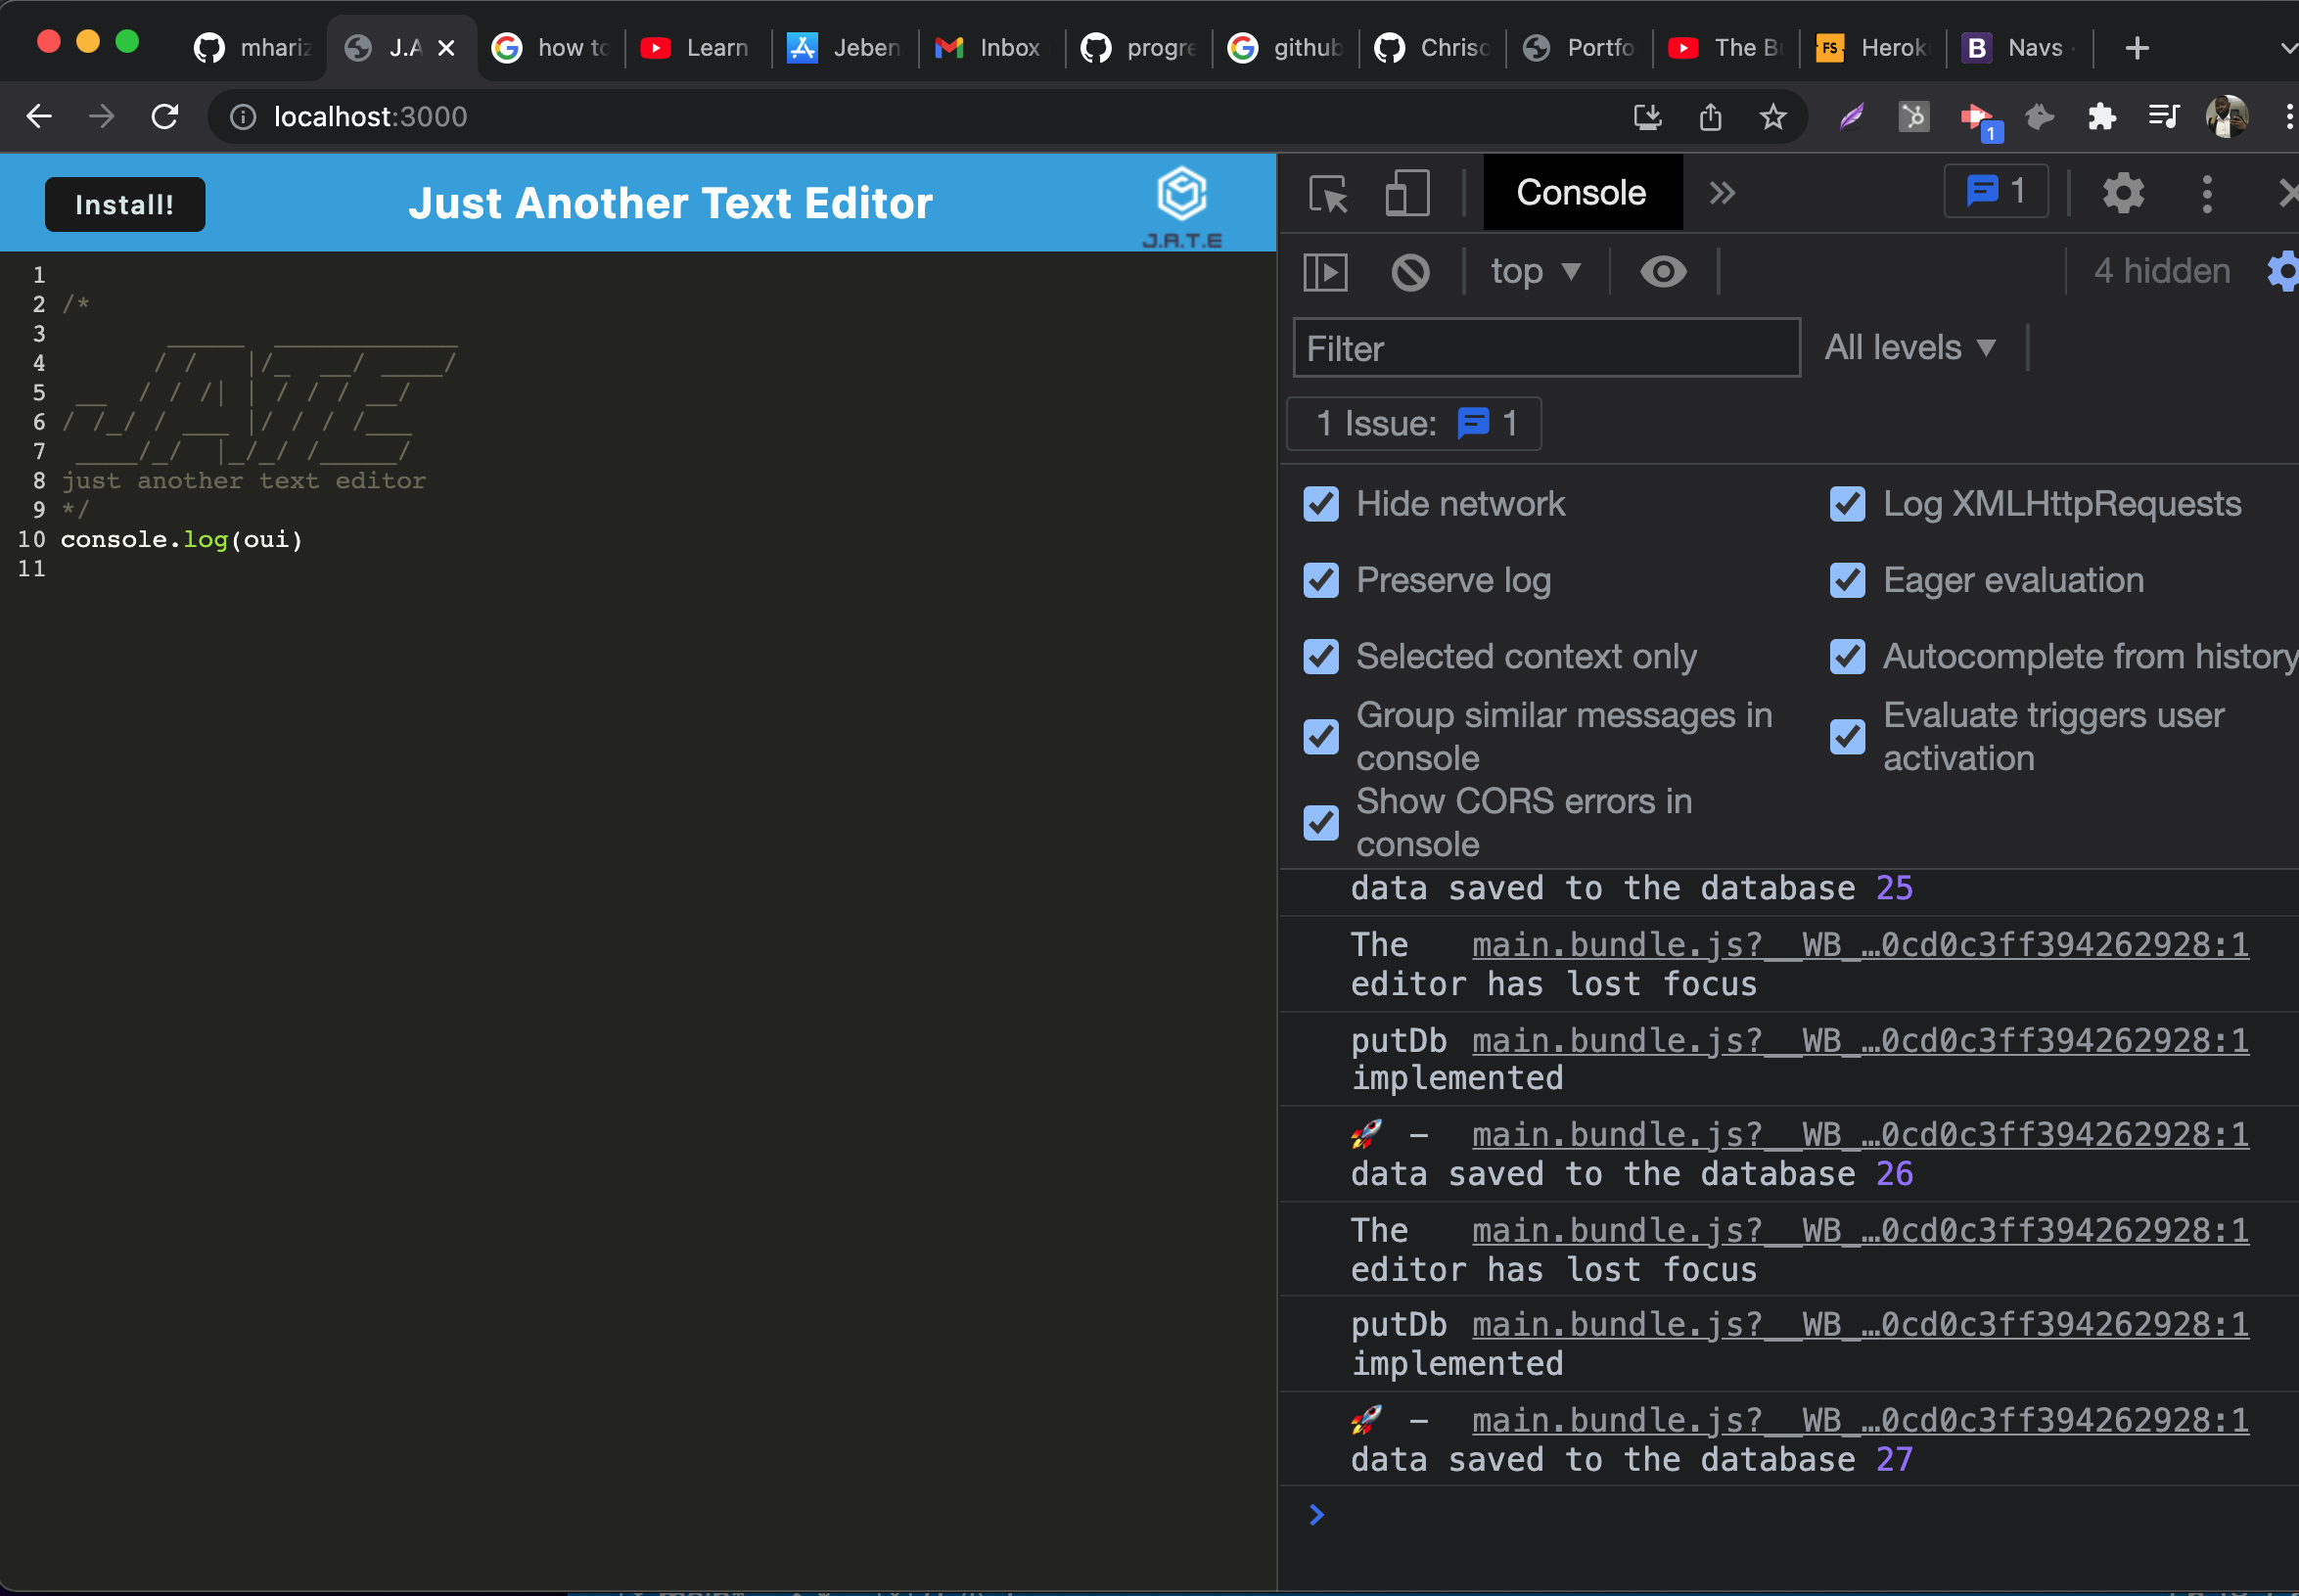 mhariz
J.A
how to
Learn
Jeben
Inbox
progre
github
Chriso
Portfo
The Bu
Herok
Navs
localhost:3000
1
Install!
Just Another Text Editor
J.A.T.E
1
2 /*
3
4
5
6
7
8 just another text editor
9 */
10 console.log(oui)
11
Console
1
top
4 hidden
Filter
All levels
1 Issue: 1
Hide network
Log XMLHttpRequests
Preserve log
Eager evaluation
Selected context only
Autocomplete from history
Group similar messages in
console
Evaluate triggers user
activation
Show CORS errors in
console
data saved to the database 25
The main.bundle.js?__WB_…0cd0c3ff394262928:1
editor has lost focus
putDb main.bundle.js?__WB_…0cd0c3ff394262928:1
implemented
🚀 – main.bundle.js?__WB_…0cd0c3ff394262928:1
data saved to the database 26
The main.bundle.js?__WB_…0cd0c3ff394262928:1
editor has lost focus
putDb main.bundle.js?__WB_…0cd0c3ff394262928:1
implemented
🚀 – main.bundle.js?__WB_…0cd0c3ff394262928:1
data saved to the database 27